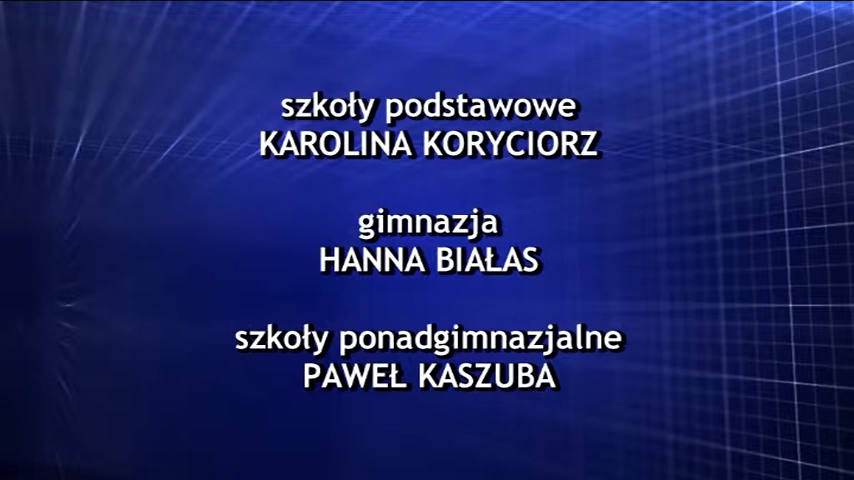 szkoły podstawowe
KAROLINA KORYCIORZ
gimnazja
HANNA BIAŁAS
szkoły ponadgimnazjalne
PAWEŁ KASZUBA